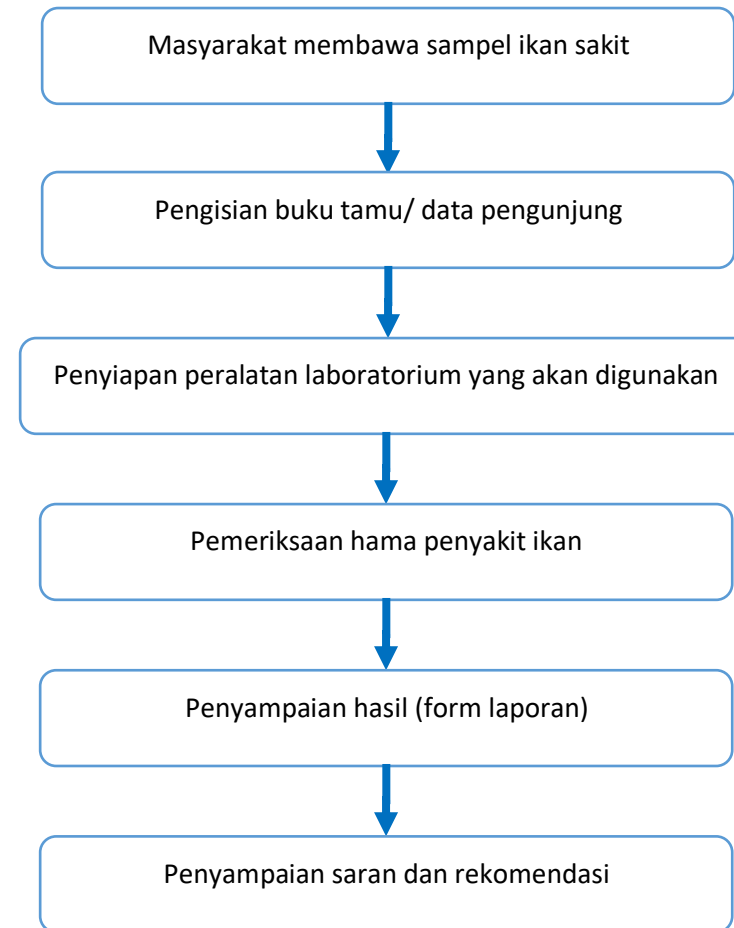 Masyarakat membawa sampel ikan sakit
Pengisian buku tamu/ data pengunjung
Penyiapan peralatan laboratorium yang akan digunakan
Pemeriksaan hama penyakit ikan
Penyampaian hasil (form laporan)
Penyampaian saran dan rekomendasi